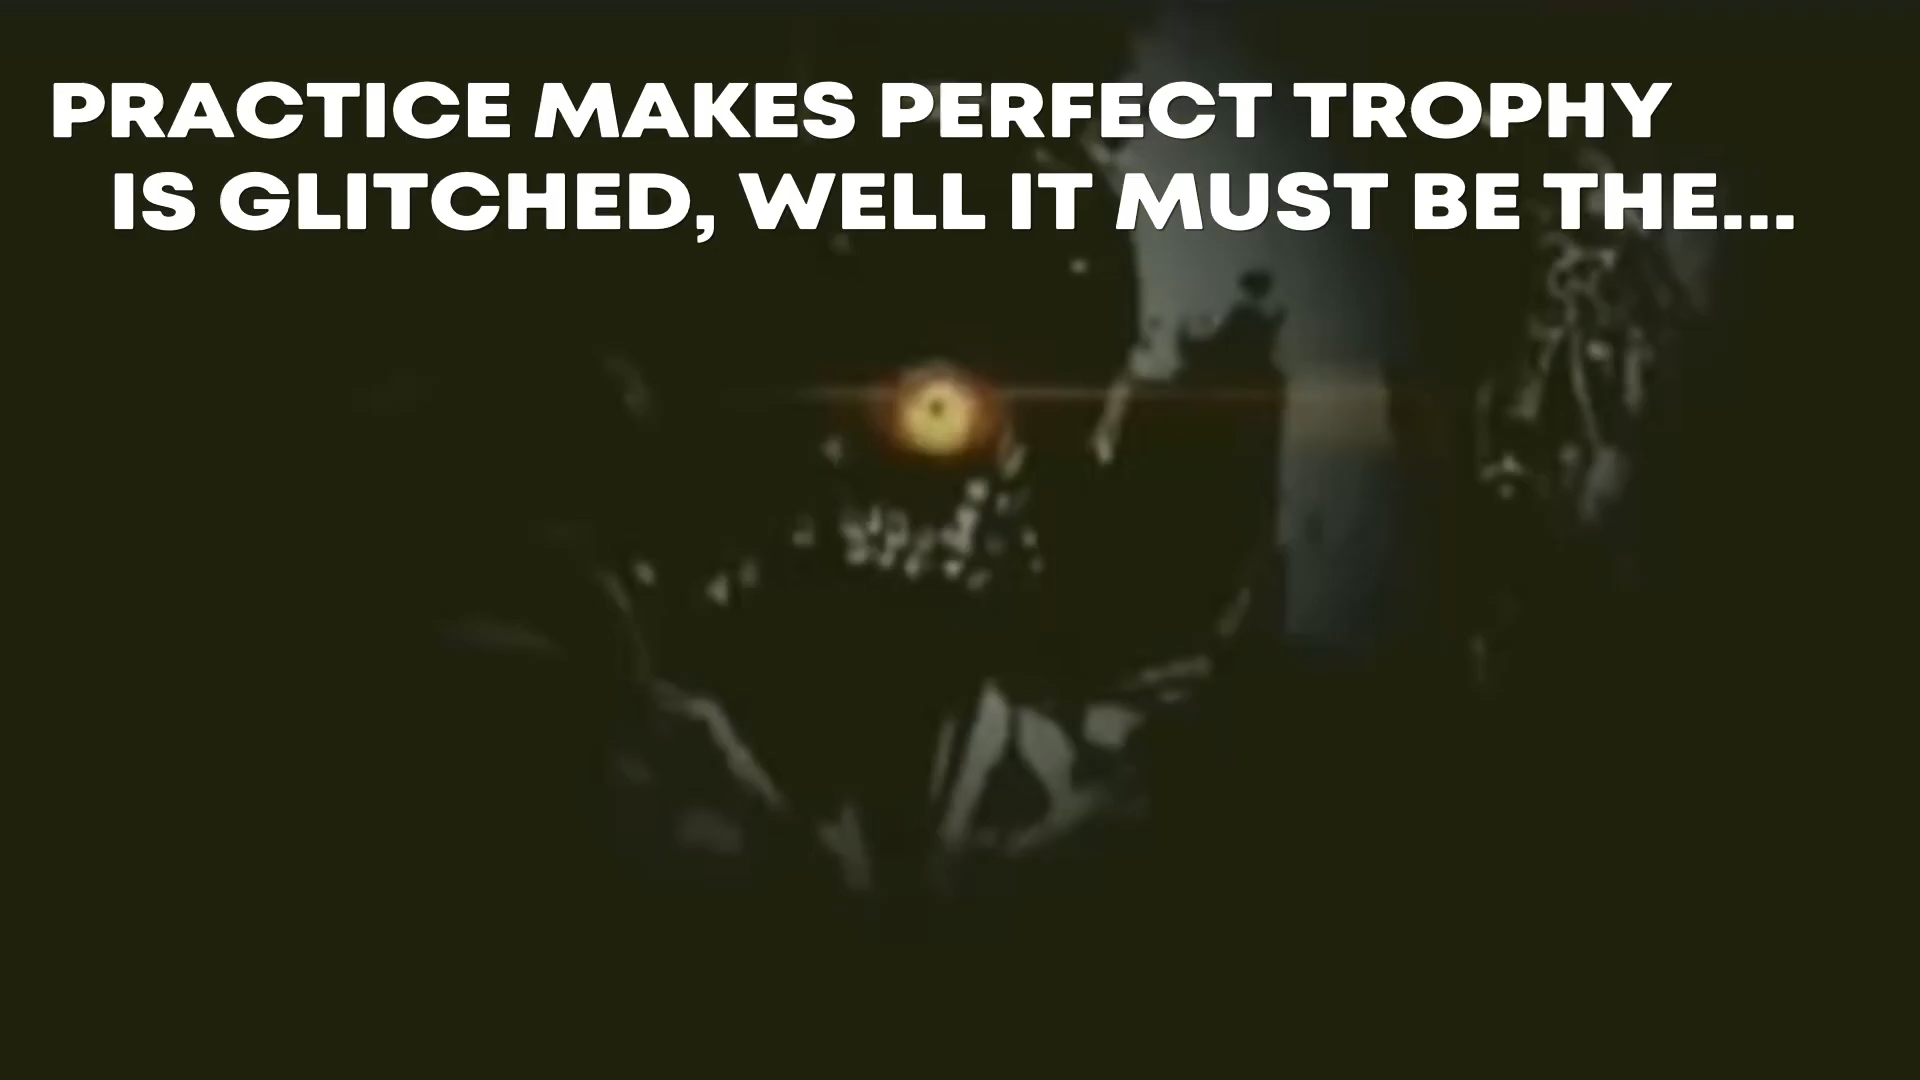 PRACTICE MAKES PERFECT TROPHY
IS GLITCHED, WELL IT MUST BE THE...